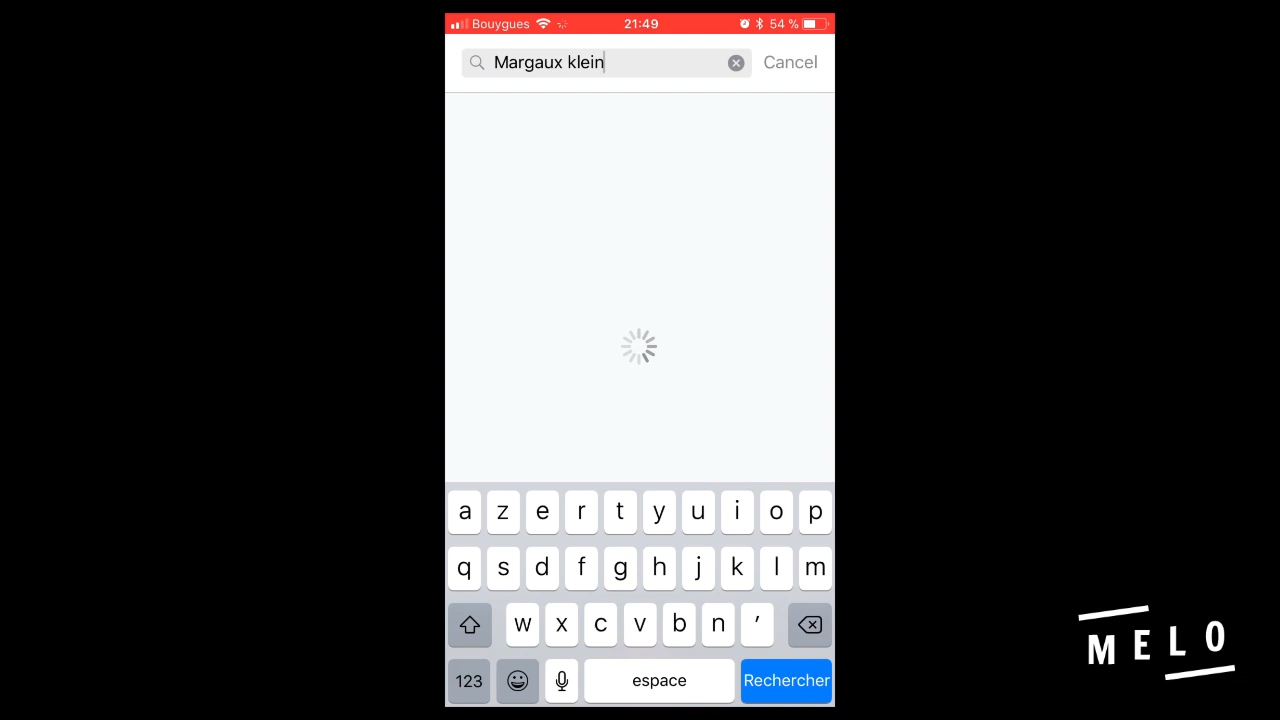 Bouygues 21:49 54 %
Margaux klein Cancel
a z e r t y u i o p
q s d f g h j k l m
w x c v b n ’
123 espace Rechercher
MELO